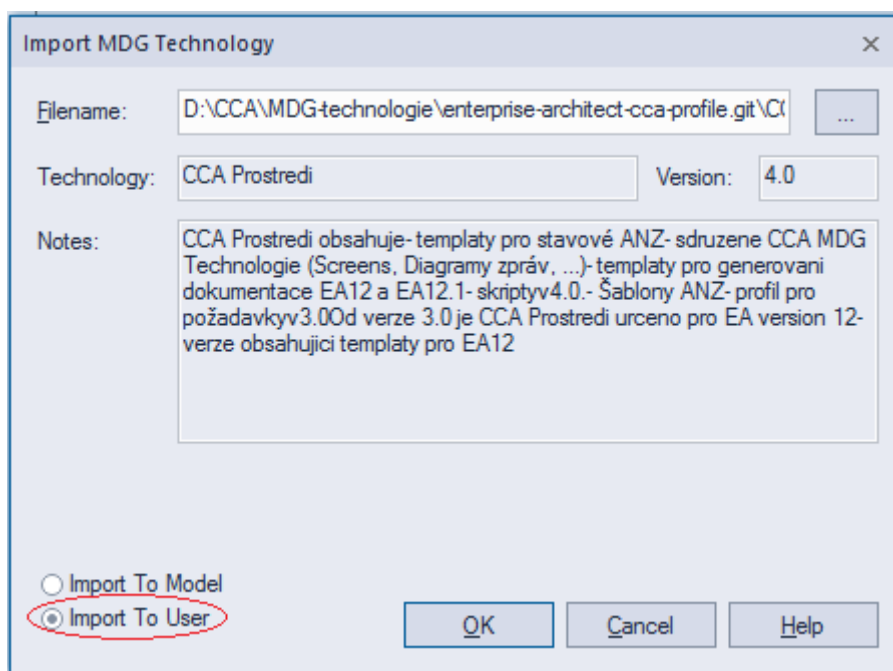 Import MDG Technology
Filename: D:\CCA\MDG-technologie\enterprise-architect-cca-profile.git\C ...
Technology: CCA Prostredi Version: 4.0
Notes: CCA Prostredi obsahuje- templaty pro stavové ANZ- sdruzene CCA MDG
Technologie (Screens, Diagramy zpráv, ...)- templaty pro generovani
dokumentace EA12 a EA12.1- skriptyv4.0.- Šablony ANZ- profil pro
požadavkyv3.0Od verze 3.0 je CCA Prostredi urceno pro EA version 12-
verze obsahujici templaty pro EA12
Import To Model
Import To User
OK Cancel Help